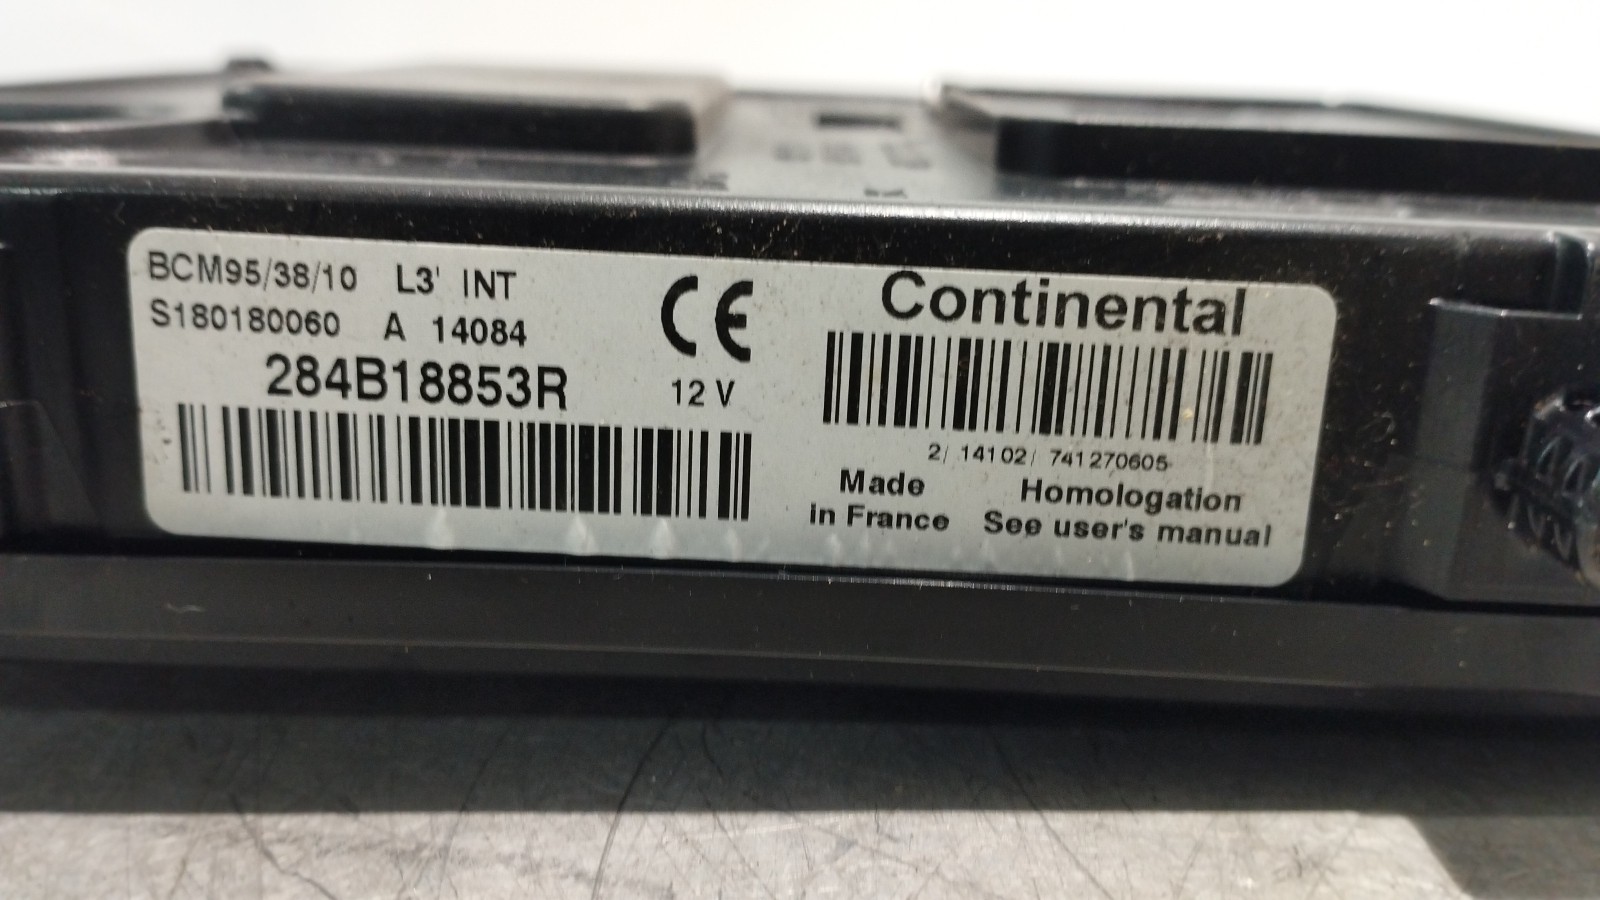 BCM95/38/10 L3' INT
S180180060 A 14084
284B18853R
CE
12 V
Continental
2/ 14102/ 741270605
Made
in France
Homologation
See user's manual